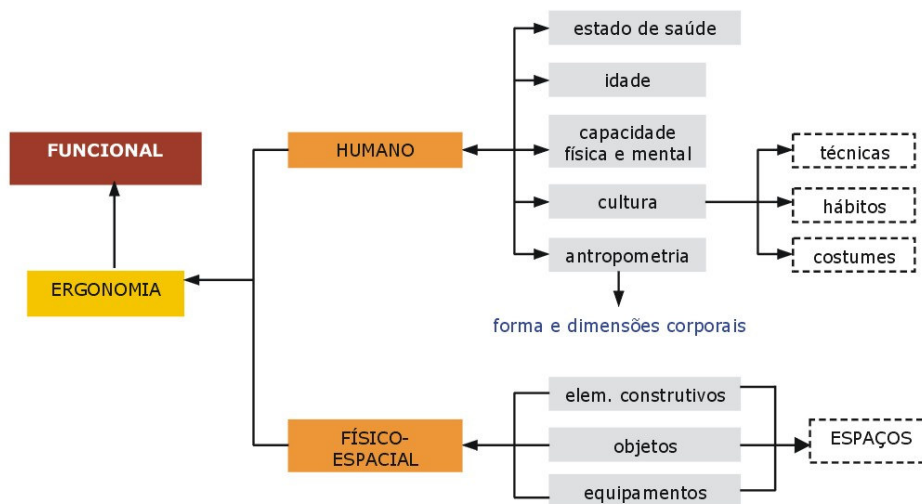 estado de saúde
idade
FUNCIONAL
HUMANO
capacidade
física e mental
técnicas
cultura
hábitos
antropometria
costumes
ERGONOMIA
forma e dimensões corporais
elem. construtivos
FÍSICO-
ESPACIAL
objetos
ESPAÇOS
equipamentos